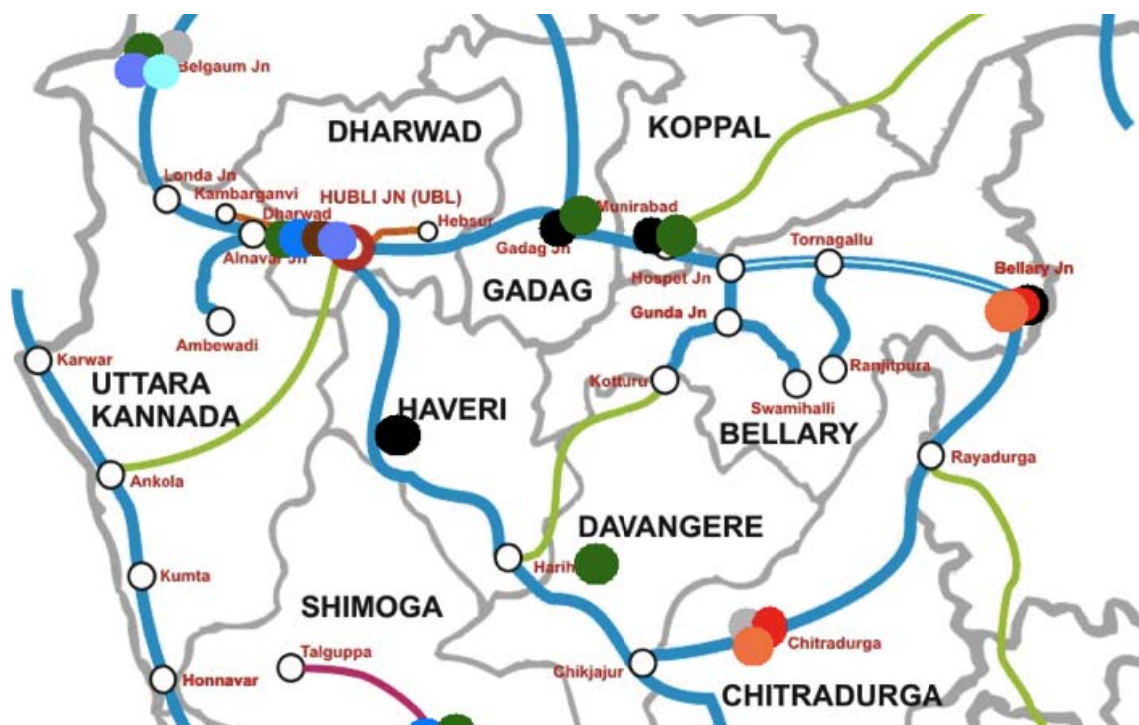 Belgaum Jn
DHARWAD
KOPPAL
Londa Jn
Kambarganvi
HUBLI JN (UBL)
Dharwad
Hebsur
Munirabad
Alnavar Jn
Gadag Jn
Tornagallu
Hospet Jn
Bellary Jn
GADAG
Gunda Jn
Ambewadi
Karwar
UTTARA
KANNADA
Kotturu
Ranjitpura
Swamihalli
HAVERI
BELLARY
Rayadurga
Ankola
DAVANGERE
Harih
Kumta
SHIMOGA
Talguppa
Chitradurga
Honnavar
Chikjajur
CHITRADURGA